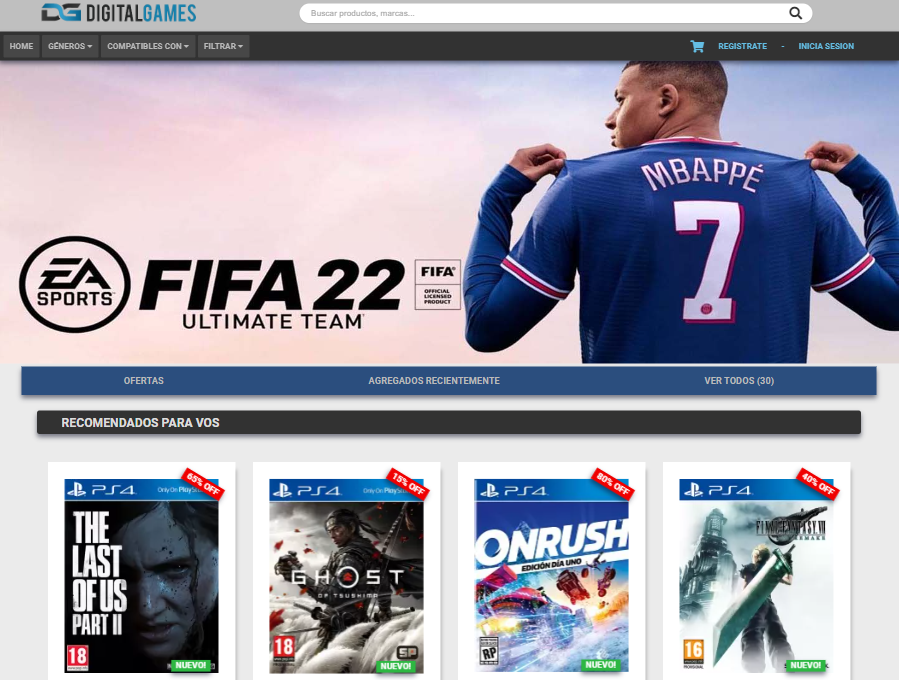 DG DIGITALGAMES
Buscar productos, marcas...
HOME GÉNEROS COMPATIBLES CON FILTRAR REGISTRATE - INICIA SESION
MBAPPÉ
7
EA SPORTS™
FIFA 22
ULTIMATE TEAM
FIFA®
OFFICIAL
LICENSED
PRODUCT
OFERTAS AGREGADOS RECIENTEMENTE VER TODOS (30)
RECOMENDADOS PARA VOS
65% OFF
PS4 Only On
THE
LAST
OF US
PART II
18
NUEVO!
15% OFF
PS4 Only On
GHOST
OF TSUSHIMA
18
SP
NUEVO!
80% OFF
PS4
ONRUSH
EDICIÓN DÍA UNO
RP
NUEVO!
40% OFF
PS4
FINAL FANTASY VII
REMAKE
16
NUEVO!